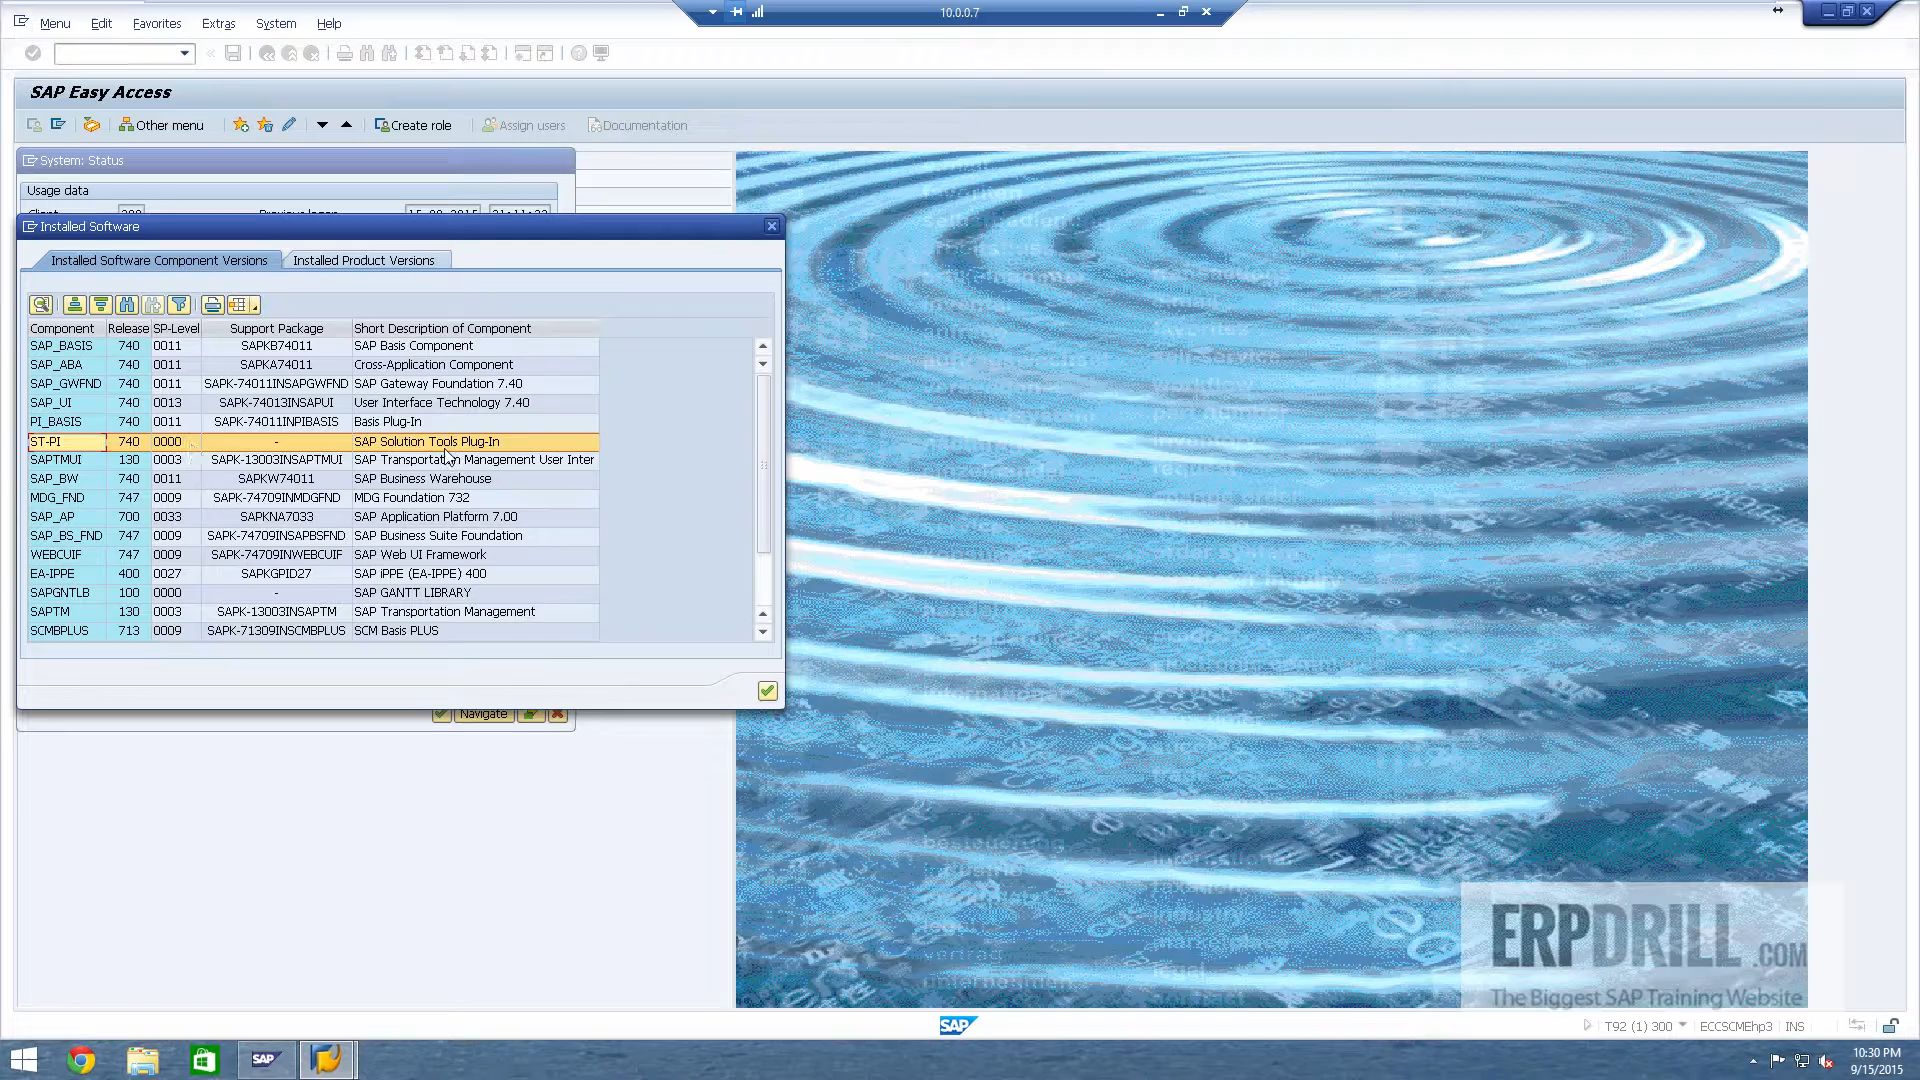 Menu Edit Favorites Extras System Help
10.0.0.7
SAP Easy Access
Other menu Create role Assign users Documentation
System: Status
Usage data
Installed Software
Installed Software Component Versions Installed Product Versions
Component Release SP-Level Support Package Short Description of Component
SAP_BASIS 740 0011 SAPKB74011 SAP Basis Component
SAP_ABA 740 0011 SAPKA74011 Cross-Application Component
SAP_GWFND 740 0011 SAPK-74011INSAPGWFND SAP Gateway Foundation 7.40
SAP_UI 740 0013 SAPK-74013INSAPUI User Interface Technology 7.40
PI_BASIS 740 0011 SAPK-74011INPIBASIS Basis Plug-In
ST-PI 740 0000 - SAP Solution Tools Plug-In
SAPTMUI 130 0003 SAPK-13003INSAPTMUI SAP Transportation Management User Inter
SAP_BW 740 0011 SAPKW74011 SAP Business Warehouse
MDG_FND 747 0009 SAPK-74709INMDGFND MDG Foundation 732
SAP_AP 700 0033 SAPKNA7033 SAP Application Platform 7.00
SAP_BS_FND 747 0009 SAPK-74709INSAPBSFND SAP Business Suite Foundation
WEBCUIF 747 0009 SAPK-74709INWEBCUIF SAP Web UI Framework
EA-IPPE 400 0027 SAPKGPID27 SAP iPPE (EA-IPPE) 400
SAPGNTLB 100 0000 - SAP GANTT LIBRARY
SAPTM 130 0003 SAPK-13003INSAPTM SAP Transportation Management
SCMBPLUS 713 0009 SAPK-71309INSCMBPLUS SCM Basis PLUS
Navigate
ERPDRILL.COM
The Biggest SAP Training Website
SAP
T92 (1) 300 ECCSCMEhp3 INS
SAP
10:30 PM
9/15/2015